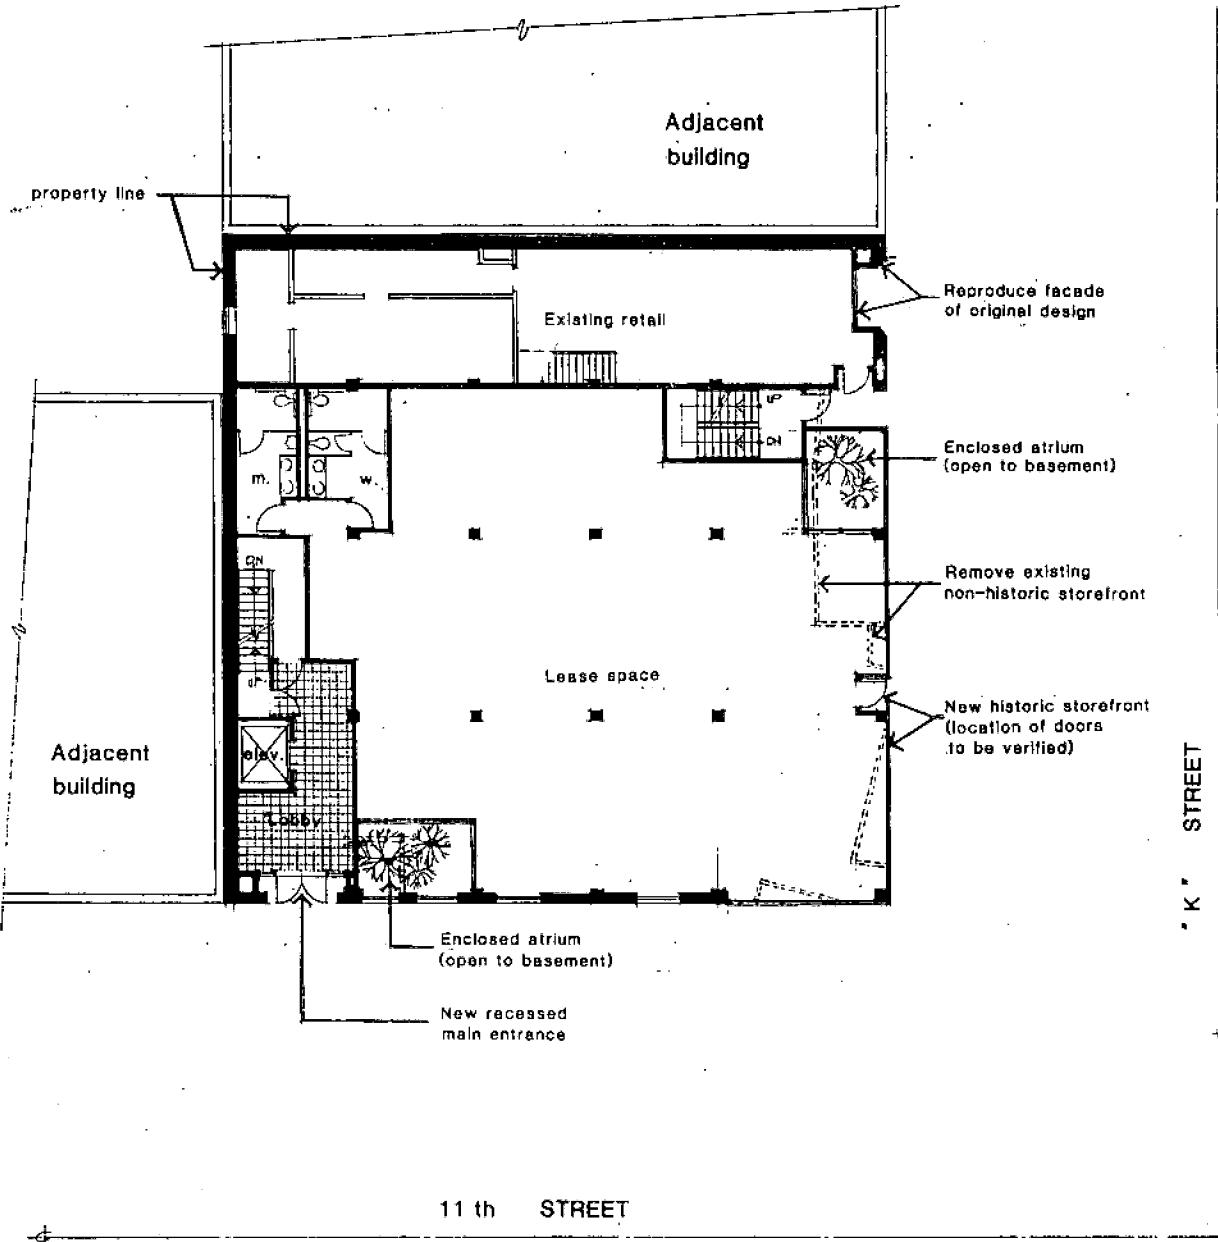 Adjacent
building
property line
Reproduce facade
of original design
Existing retail
UP
DN
Enclosed atrium
(open to basement)
m.
w.
DN
Remove existing
non-historic storefront
Lease space
UP
New historic storefront
(location of doors
to be verified)
elev.
Adjacent
building
Lobby
"K" STREET
Enclosed atrium
(open to basement)
New recessed
main entrance
11 th STREET